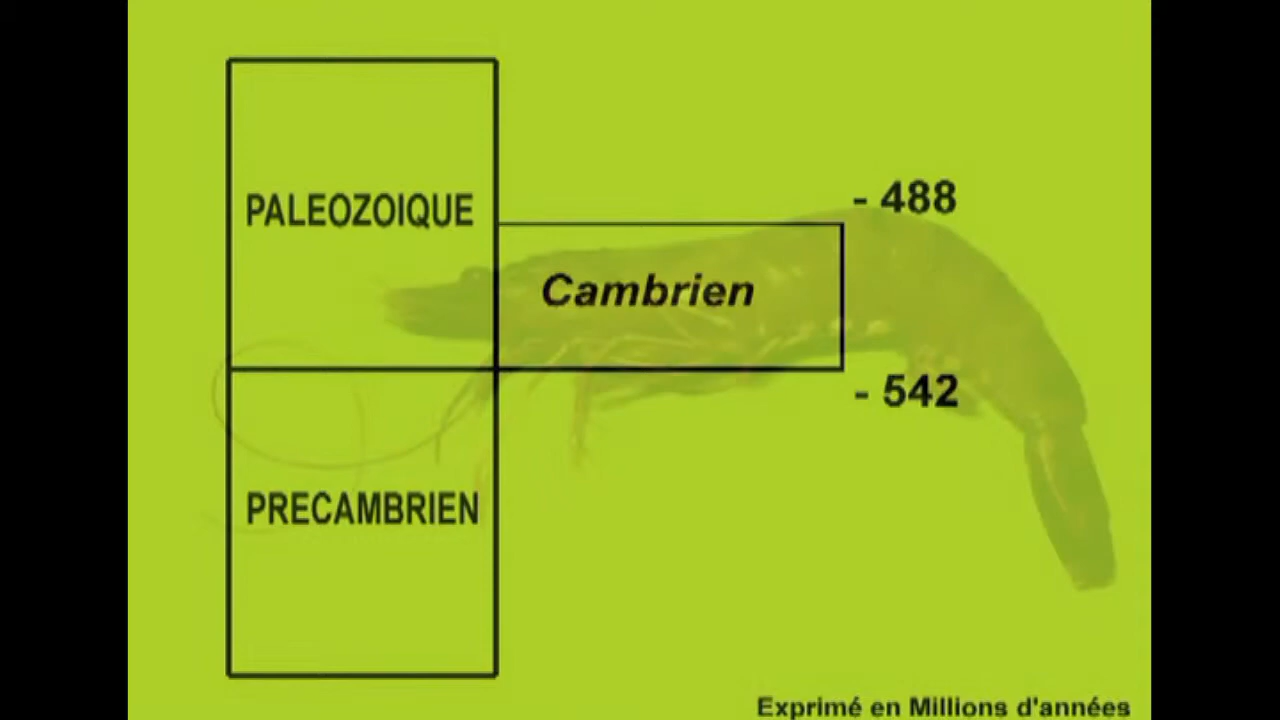 - 488
PALEOZOIQUE
Cambrien
- 542
PRECAMBRIEN
Exprimé en Millions d'années